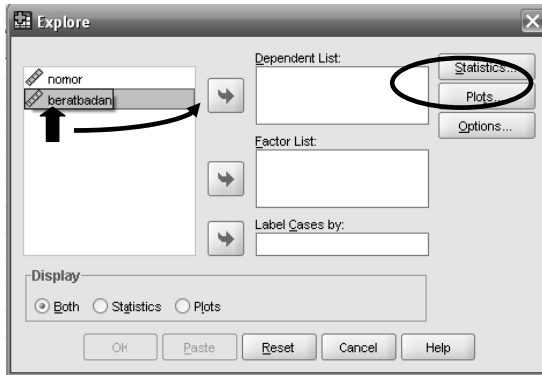 Explore
nomor
beratbadan
Dependent List:
Statistics...
Plots...
Options...
Factor List:
Label Cases by:
Display
Both Statistics Plots
OK Paste Reset Cancel Help